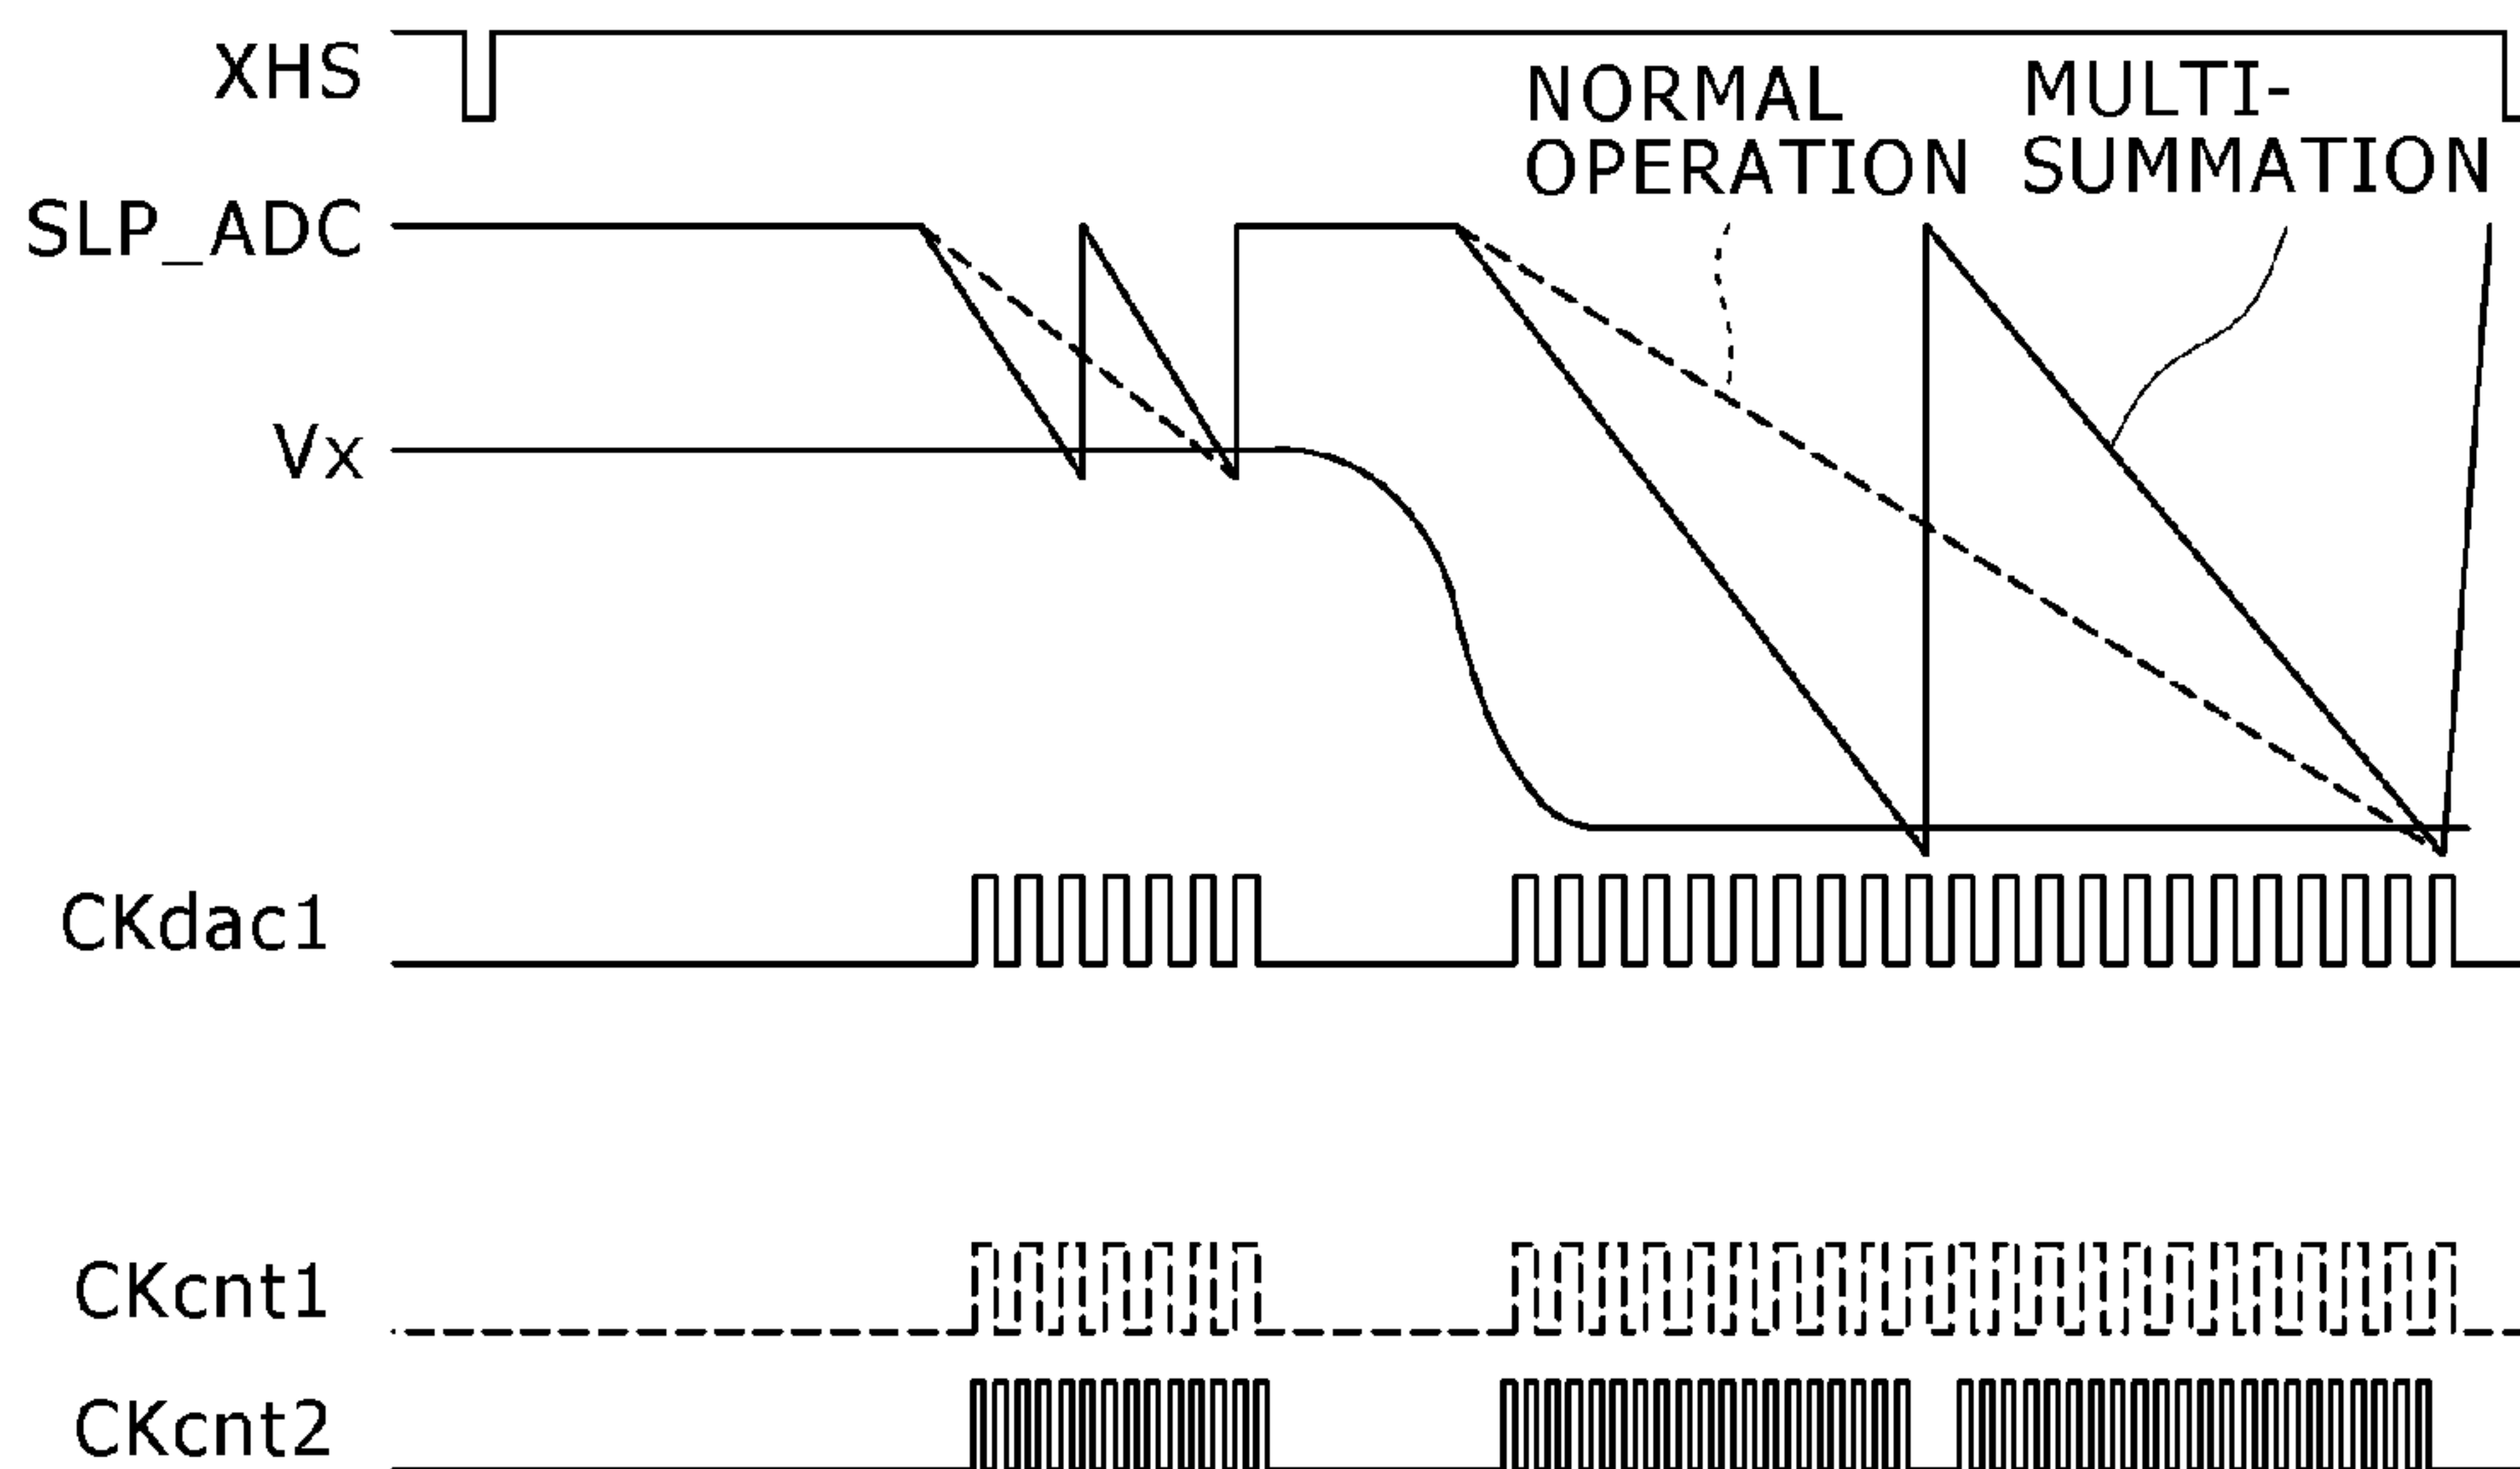 XHS
NORMAL
OPERATION
MULTI-
SUMMATION
SLP_ADC
Vx
CKdac1
CKcnt1
CKcnt2